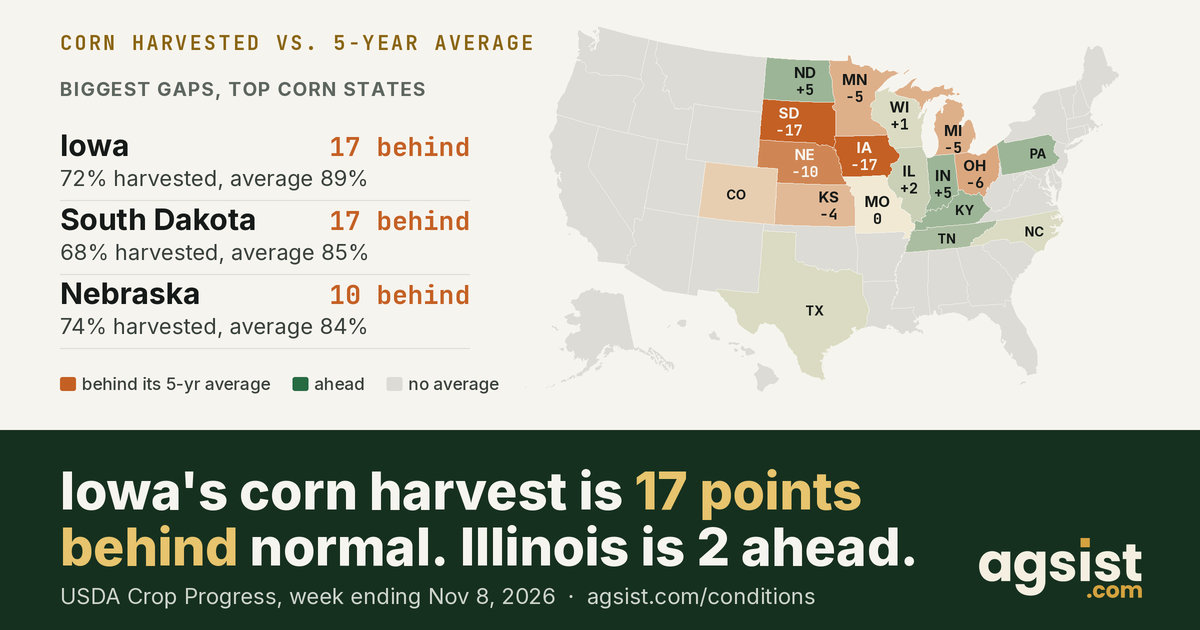 CORN HARVESTED VS. 5-YEAR AVERAGE
BIGGEST GAPS, TOP CORN STATES
Iowa 17 behind
72% harvested, average 89%
South Dakota 17 behind
68% harvested, average 85%
Nebraska 10 behind
74% harvested, average 84%
behind its 5-yr average ahead no average
ND
+5
MN
-5
SD
-17
WI
+1
MI
-5
NE
-10
IA
-17
IL
+2
IN
+5
OH
-6
PA
CO
KS
-4
MO
0
KY
TN
NC
TX
Iowa's corn harvest is 17 points
behind normal. Illinois is 2 ahead.
USDA Crop Progress, week ending Nov 8, 2026 · agsist.com/conditions
agsist
.com